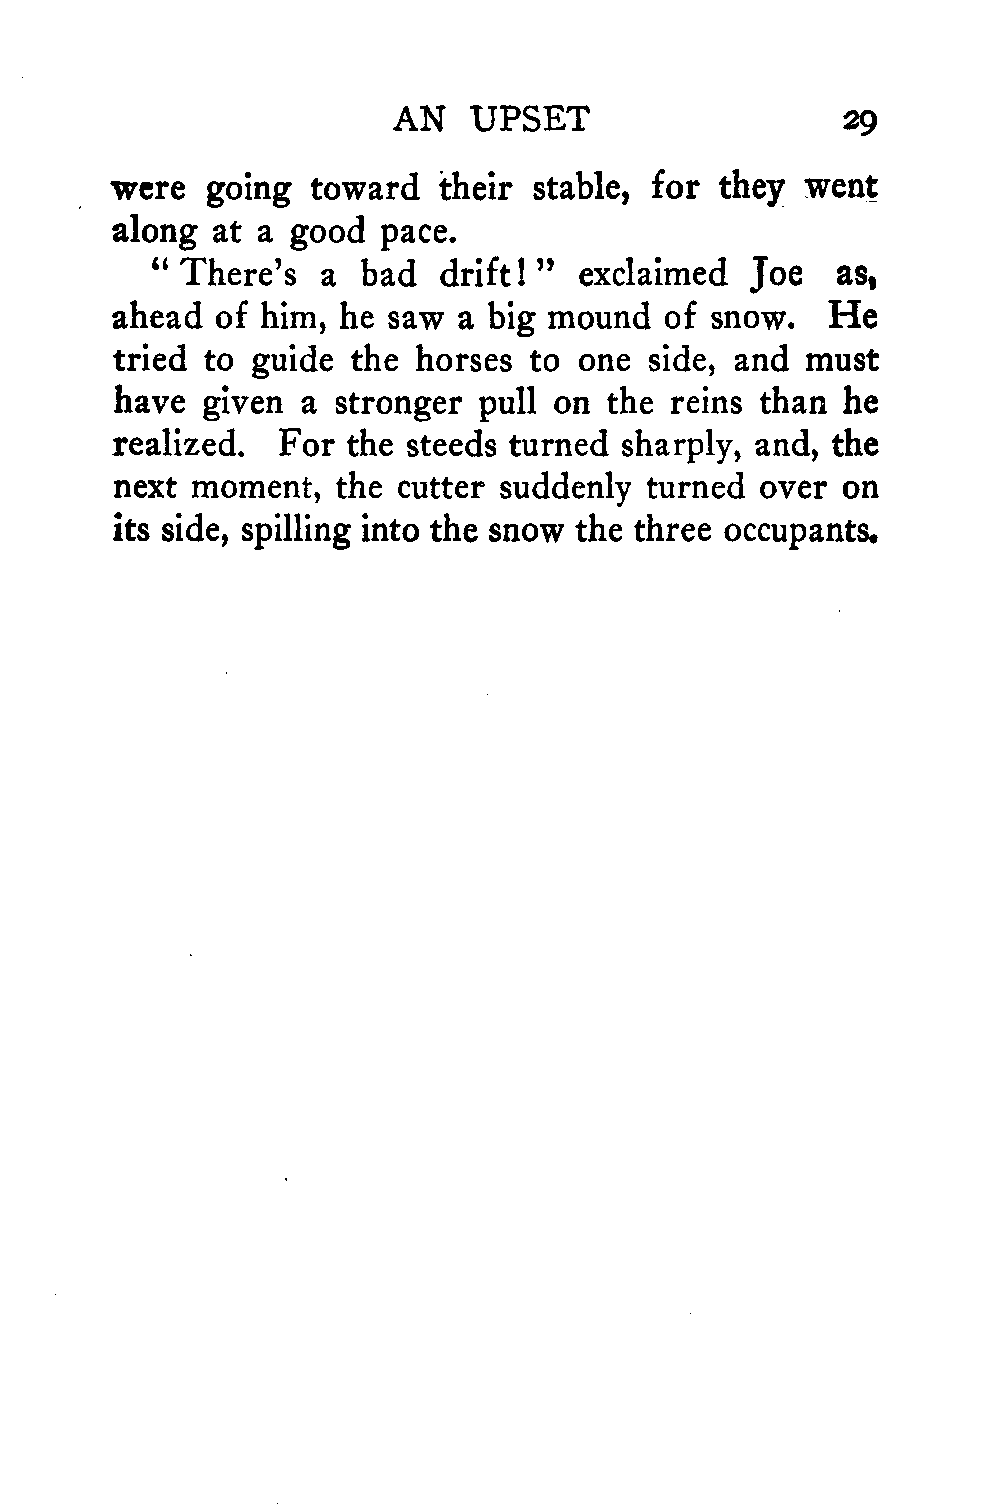 AN UPSET 29
were going toward their stable, for they went
along at a good pace.
" There's a bad drift! " exclaimed Joe as,
ahead of him, he saw a big mound of snow. He
tried to guide the horses to one side, and must
have given a stronger pull on the reins than he
realized. For the steeds turned sharply, and, the
next moment, the cutter suddenly turned over on
its side, spilling into the snow the three occupants.